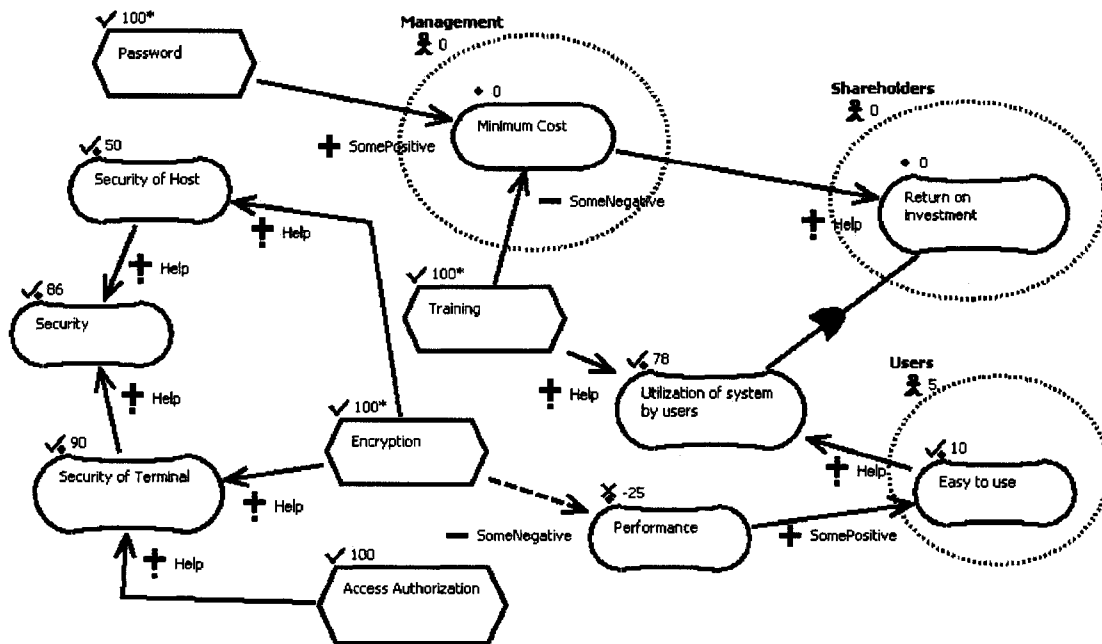 100*
Password
Management
0
0
Minimum Cost
SomePositive
Shareholders
0
0
Return on
investment
Help
50
Security of Host
Help
Help
SomeNegative
100*
Training
86
Security
Help
78
Utilization of system
by users
Help
Users
5
10
Easy to use
Help
100*
Encryption
90
Security of Terminal
Help
SomeNegative
-25
Performance
SomePositive
Help
100
Access Authorization